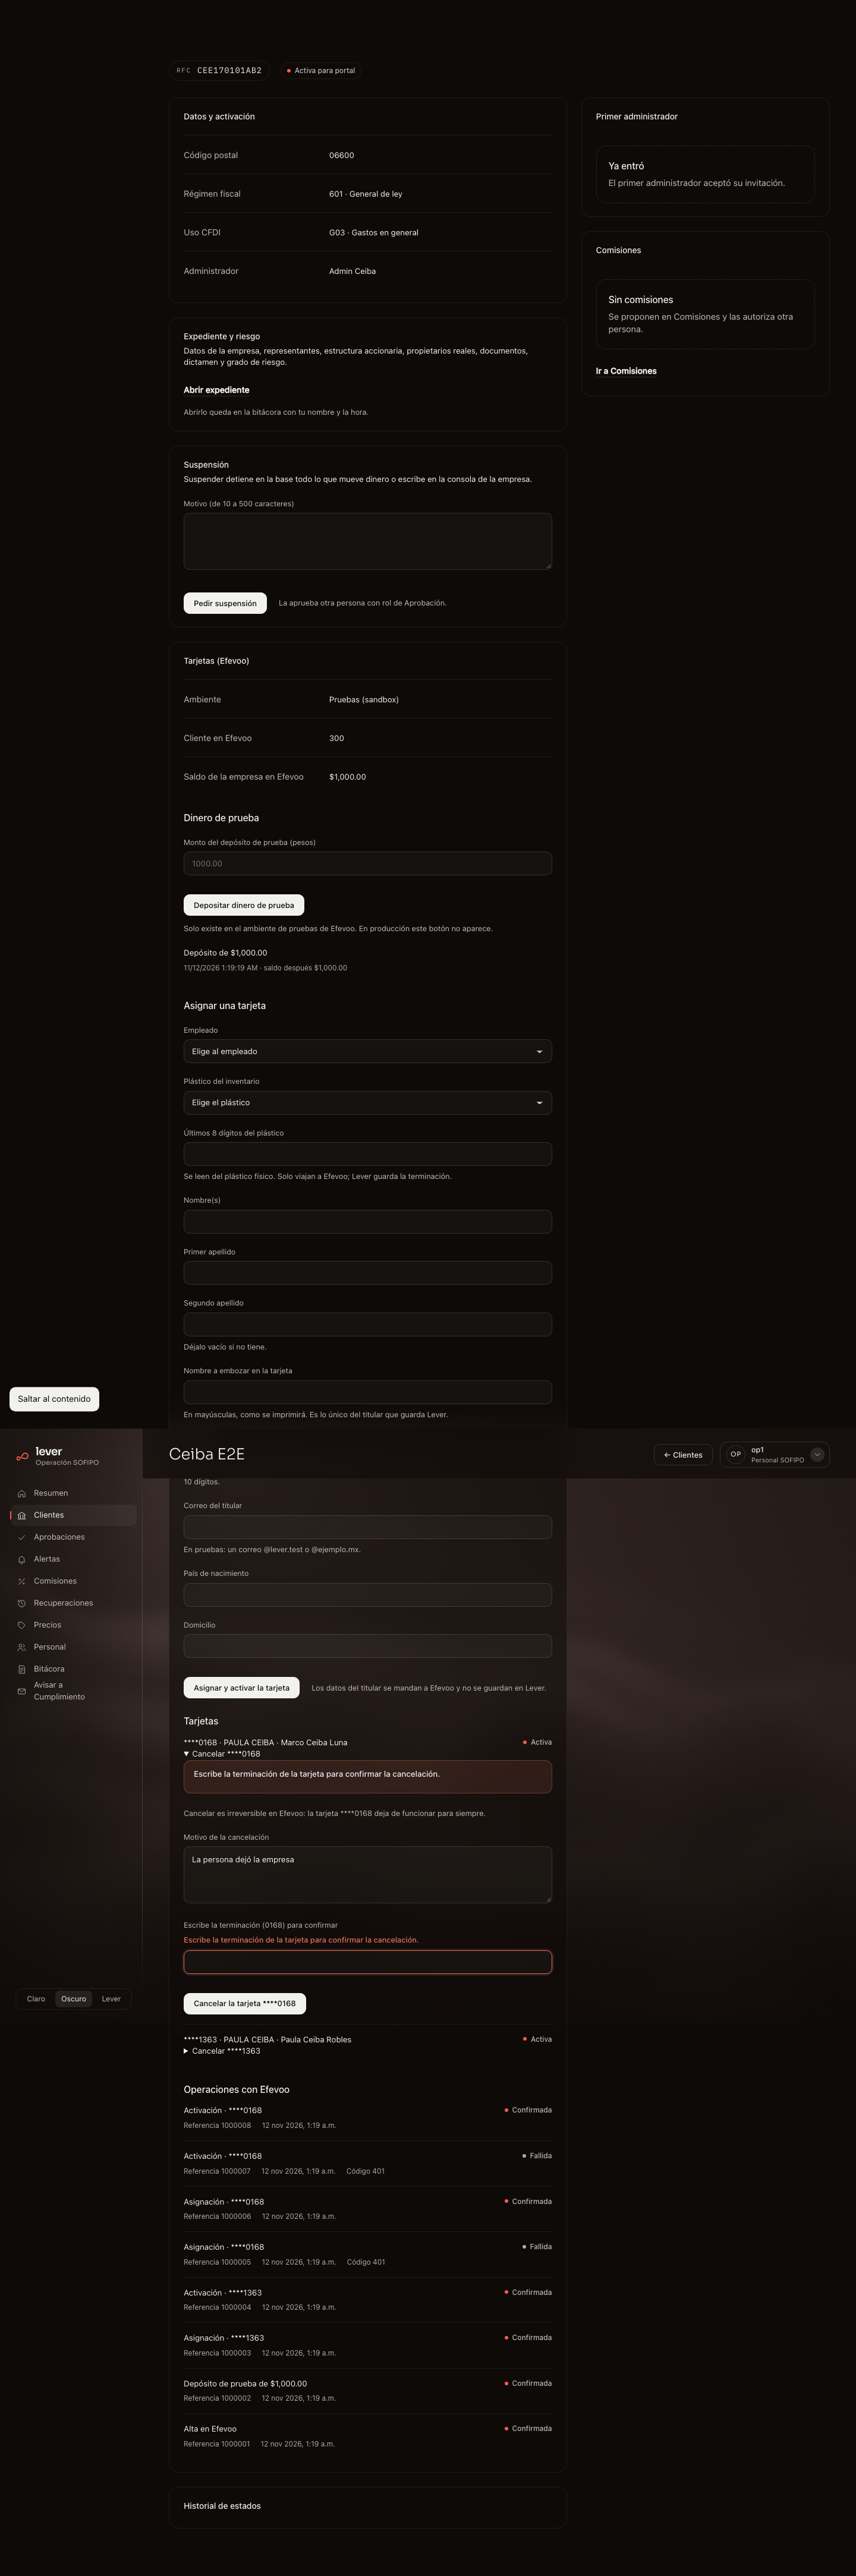 RFC CEE170101AB2
Activa para portal
Datos y activación
Código postal 06600
Régimen fiscal 601 · General de ley
Uso CFDI G03 · Gastos en general
Administrador Admin Ceiba
Primer administrador
Ya entró
El primer administrador aceptó su invitación.
Comisiones
Sin comisiones
Se proponen en Comisiones y las autoriza otra
persona.
Ir a Comisiones
Expediente y riesgo
Datos de la empresa, representantes, estructura accionaria, propietarios reales, documentos,
dictamen y grado de riesgo.
Abrir expediente
Abrirlo queda en la bitácora con tu nombre y la hora.
Suspensión
Suspender detiene en la base todo lo que mueve dinero o escribe en la consola de la empresa.
Motivo (de 10 a 500 caracteres)
Pedir suspensión
La aprueba otra persona con rol de Aprobación.
Tarjetas (Efevoo)
Ambiente Pruebas (sandbox)
Cliente en Efevoo 300
Saldo de la empresa en Efevoo $1,000.00
Dinero de prueba
Monto del depósito de prueba (pesos)
1000.00
Depositar dinero de prueba
Solo existe en el ambiente de pruebas de Efevoo. En producción este botón no aparece.
Depósito de $1,000.00
11/12/2026 1:19:19 AM · saldo después $1,000.00
Asignar una tarjeta
Empleado
Elige al empleado
Plástico del inventario
Elige el plástico
Últimos 8 dígitos del plástico
Se leen del plástico físico. Solo viajan a Efevoo; Lever guarda la terminación.
Nombre(s)
Primer apellido
Segundo apellido
Déjalo vacío si no tiene.
Nombre a embozar en la tarjeta
En mayúsculas, como se imprimirá. Es lo único del titular que guarda Lever.
Saltar al contenido
lever
Operación SOFIPO
Resumen
Clientes
Aprobaciones
Alertas
Comisiones
Recuperaciones
Precios
Personal
Bitácora
Avisar a
Cumplimiento
Claro Oscuro Lever
Ceiba E2E
← Clientes
OP
op1
Personal SOFIPO
10 dígitos.
Correo del titular
En pruebas: un correo @lever.test o @ejemplo.mx.
País de nacimiento
Domicilio
Asignar y activar la tarjeta
Los datos del titular se mandan a Efevoo y no se guardan en Lever.
Tarjetas
****0168 · PAULA CEIBA · Marco Ceiba Luna Activa
▼ Cancelar ****0168
Escribe la terminación de la tarjeta para confirmar la cancelación.
Cancelar es irreversible en Efevoo: la tarjeta ****0168 deja de funcionar para siempre.
Motivo de la cancelación
La persona dejó la empresa
Escribe la terminación (0168) para confirmar
Escribe la terminación de la tarjeta para confirmar la cancelación.
Cancelar la tarjeta ****0168
****1363 · PAULA CEIBA · Paula Ceiba Robles Activa
▶ Cancelar ****1363
Operaciones con Efevoo
Activación · ****0168 Confirmada
Referencia 1000008 12 nov 2026, 1:19 a.m.
Activación · ****0168 Fallida
Referencia 1000007 12 nov 2026, 1:19 a.m. Código 401
Asignación · ****0168 Confirmada
Referencia 1000006 12 nov 2026, 1:19 a.m.
Asignación · ****0168 Fallida
Referencia 1000005 12 nov 2026, 1:19 a.m. Código 401
Activación · ****1363 Confirmada
Referencia 1000004 12 nov 2026, 1:19 a.m.
Asignación · ****1363 Confirmada
Referencia 1000003 12 nov 2026, 1:19 a.m.
Depósito de prueba de $1,000.00 Confirmada
Referencia 1000002 12 nov 2026, 1:19 a.m.
Alta en Efevoo Confirmada
Referencia 1000001 12 nov 2026, 1:19 a.m.
Historial de estados